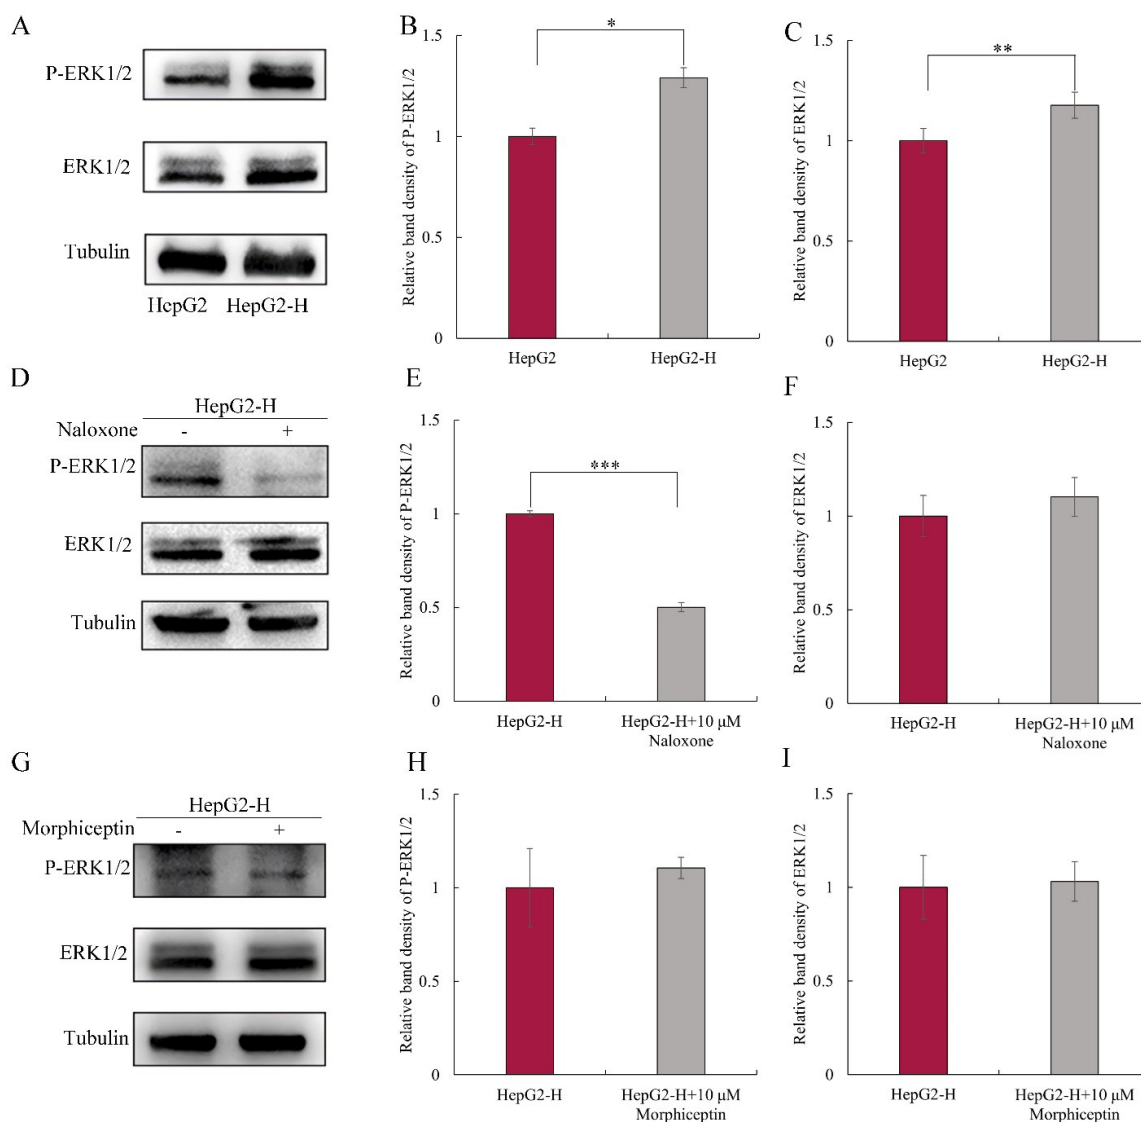 A
P-ERK1/2
ERK1/2
Tubulin
HcpG2 HepG2-H
B
Relative band density of P-ERK1/2
1.5
1
0.5
0
*
HepG2 HepG2-H
C
Relative band density of ERK1/2
1.5
1
0.5
0
**
HepG2 HepG2-H
D
HepG2-H
Naloxone - +
P-ERK1/2
ERK1/2
Tubulin
E
Relative band density of P-ERK1/2
1.5
1
0.5
0
***
HepG2-H HepG2-H+10 μM
Naloxone
F
Relative band density of ERK1/2
1.5
1
0.5
0
HepG2-H HepG2-H+10 μM
Naloxone
G
HepG2-H
Morphiceptin - +
P-ERK1/2
ERK1/2
Tubulin
H
Relative band density of P-ERK1/2
1.5
1
0.5
0
HepG2-H HepG2-H+10 μM
Morphiceptin
I
Relative band density of ERK1/2
1.5
1
0.5
0
HepG2-H HepG2-H+10 μM
Morphiceptin